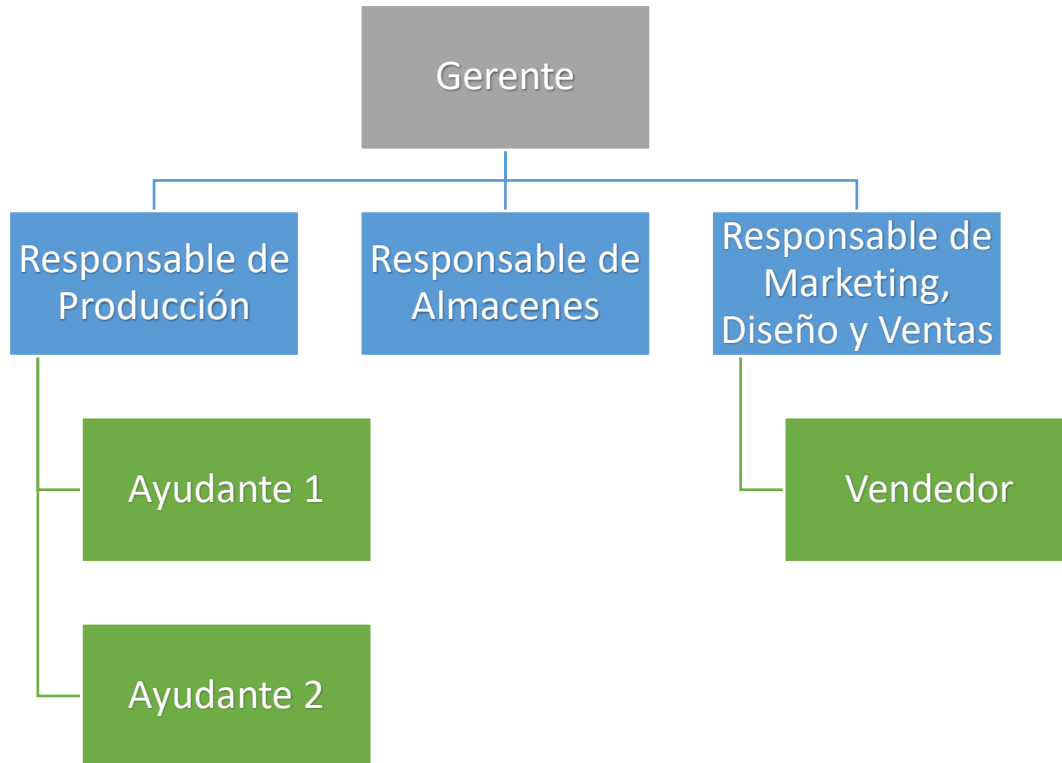 Gerente
Responsable de
Producción
Responsable de
Almacenes
Responsable de
Marketing,
Diseño y Ventas
Ayudante 1
Vendedor
Ayudante 2